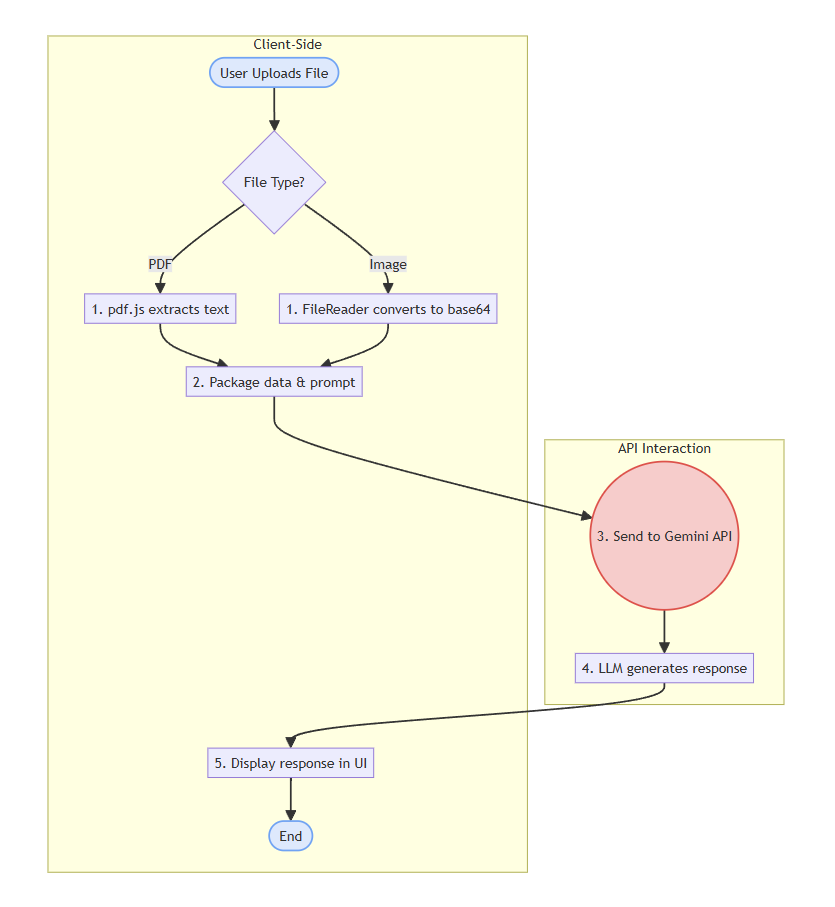 Client-Side
User Uploads File
File Type?
PDF
Image
1. pdf.js extracts text
1. FileReader converts to base64
2. Package data & prompt
API Interaction
3. Send to Gemini API
4. LLM generates response
5. Display response in UI
End